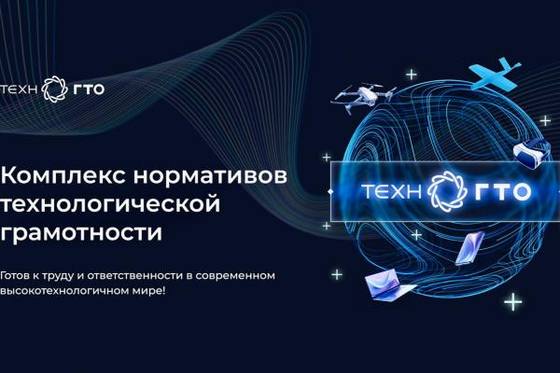 ТЕХН ГТО
Комплекс нормативов
технологической
грамотности
Готов к труду и ответственности в современном
высокотехнологичном мире!
ТЕХН ГТО